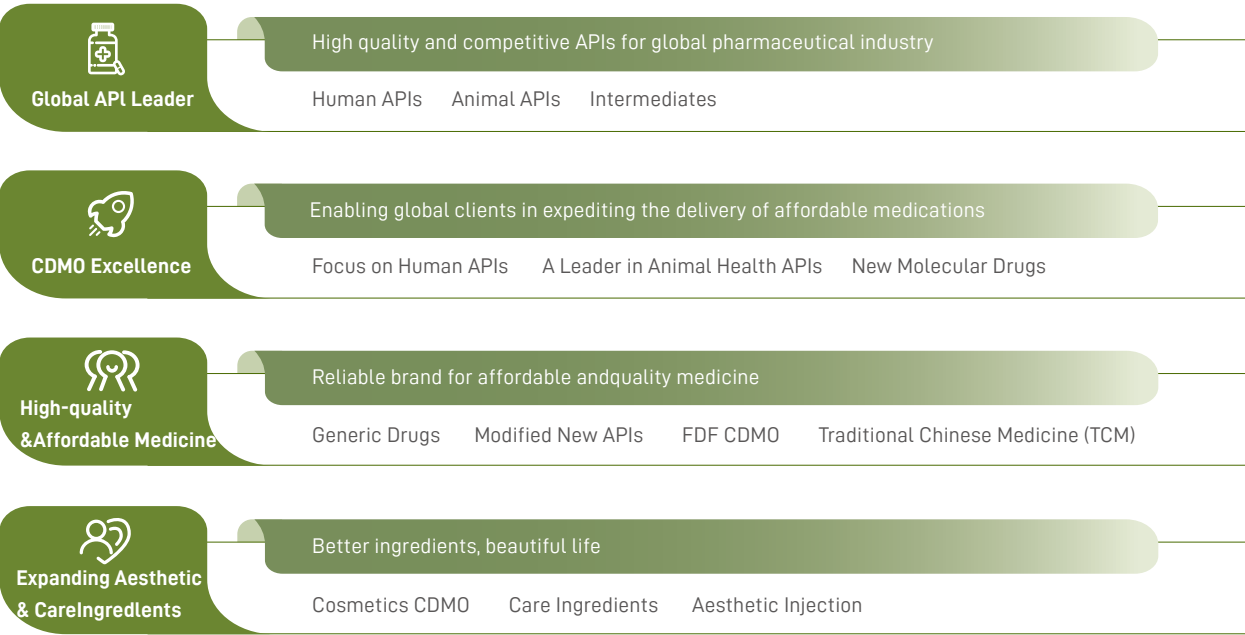 High quality and competitive APIs for global pharmaceutical industry
Global APl Leader
Human APIs Animal APIs Intermediates
Enabling global clients in expediting the delivery of affordable medications
CDMO Excellence
Focus on Human APIs A Leader in Animal Health APIs New Molecular Drugs
Reliable brand for affordable andquality medicine
High-quality
&Affordable Medicine
Generic Drugs Modified New APIs FDF CDMO Traditional Chinese Medicine (TCM)
Better ingredients, beautiful life
Expanding Aesthetic
& CareIngredlents
Cosmetics CDMO Care Ingredients Aesthetic Injection